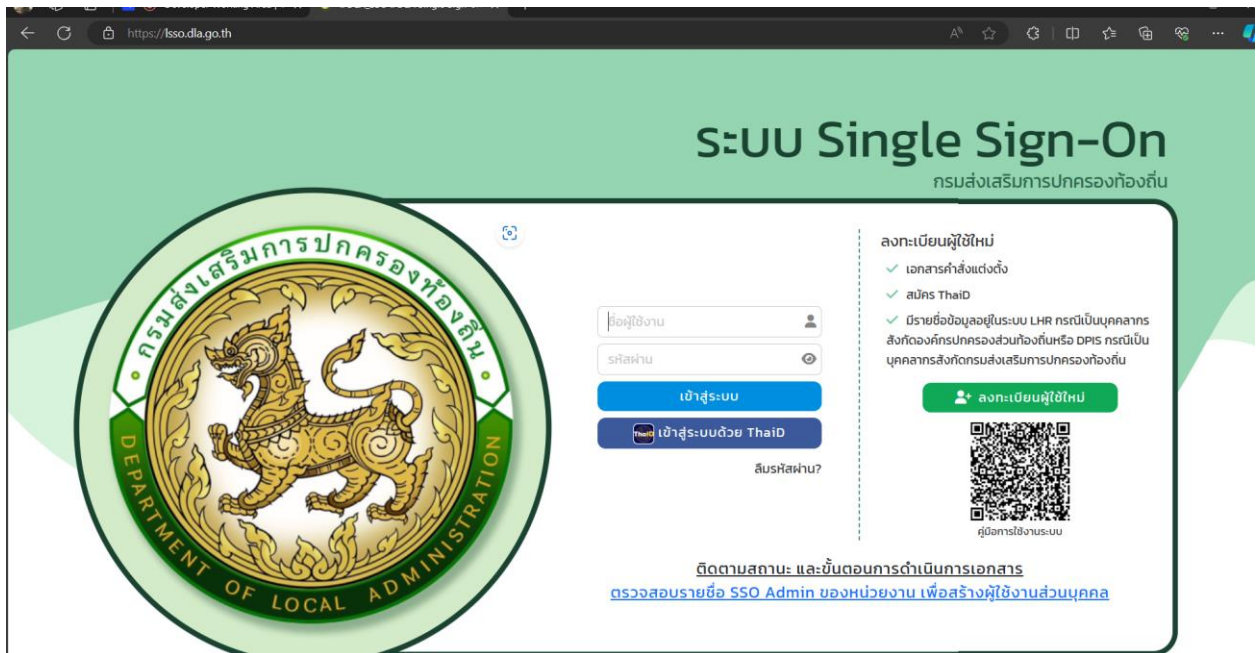 https://lsso.dla.go.th
ระบบ Single Sign-On
กรมส่งเสริมการปกครองท้องถิ่น
กรมส่งเสริมการปกครองท้องถิ่น
DEPARTMENT OF LOCAL ADMINISTRATION
ชื่อผู้ใช้งาน
รหัสผ่าน
เข้าสู่ระบบ
ThaiD เข้าสู่ระบบด้วย ThaiD
ลืมรหัสผ่าน?
ลงทะเบียนผู้ใช้ใหม่
เอกสารคำสั่งแต่งตั้ง
สมัคร ThaiD
มีรายชื่อข้อมูลอยู่ในระบบ LHR กรณีเป็นบุคคลากร
สังกัดองค์กรปกครองส่วนท้องถิ่นหรือ DPIS กรณีเป็น
บุคลากรสังกัดกรมส่งเสริมการปกครองท้องถิ่น
ลงทะเบียนผู้ใช้ใหม่
คู่มือการใช้งานระบบ
ติดตามสถานะ และขั้นตอนการดำเนินการเอกสาร
ตรวจสอบรายชื่อ SSO Admin ของหน่วยงาน เพื่อสร้างผู้ใช้งานส่วนบุคคล